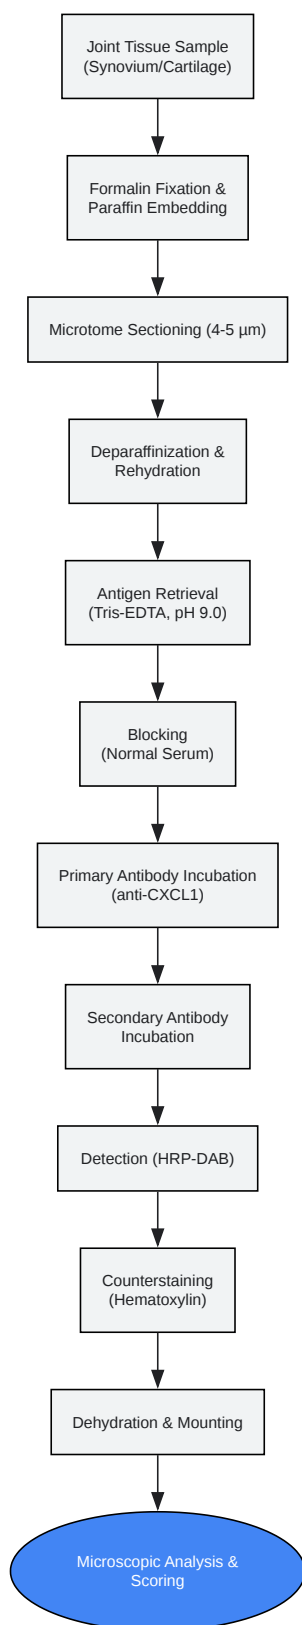 Joint Tissue Sample
(Synovium/Cartilage)
Formalin Fixation &
Paraffin Embedding
Microtome Sectioning (4-5 µm)
Deparaffinization &
Rehydration
Antigen Retrieval
(Tris-EDTA, pH 9.0)
Blocking
(Normal Serum)
Primary Antibody Incubation
(anti-CXCL1)
Secondary Antibody
Incubation
Detection (HRP-DAB)
Counterstaining
(Hematoxylin)
Dehydration & Mounting
Microscopic Analysis &
Scoring